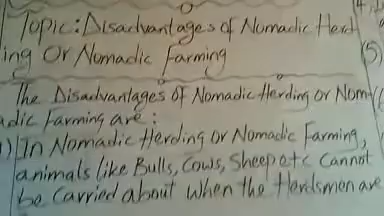 Topic: Disadvantages of Nomadic Herd
ing Or Nomadic Farming
The Disadvantages Of Nomadic Herding or Nom
adic Farming are:
1) In Nomadic Herding or Nomadic Farming,
animals like Bulls, Cows, Sheep etc cannot
be Carried about When the Herdsmen are
(5)